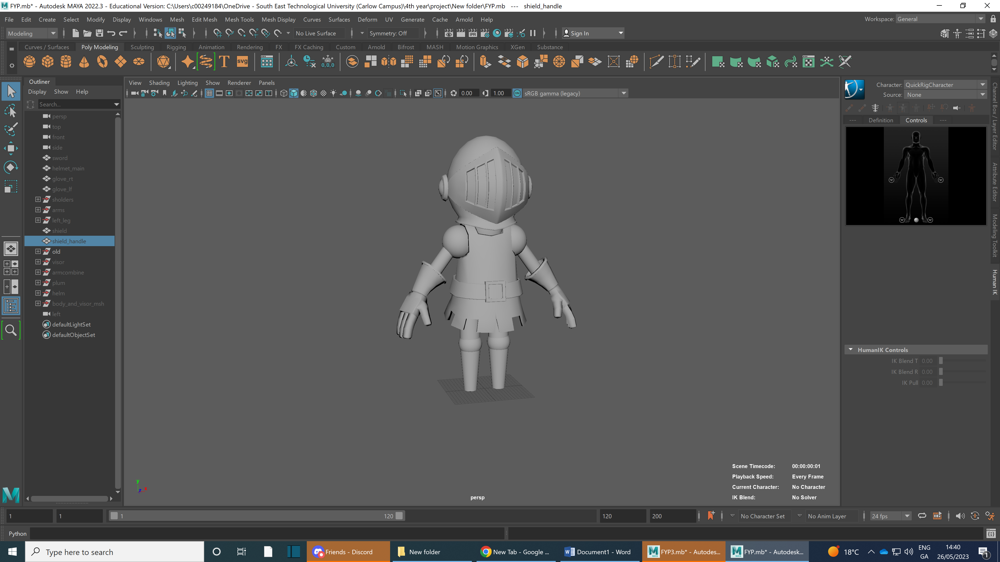 FYP.mb* - Autodesk MAYA 2022.3 - Educational Version: C:\Users\c00249184\OneDrive - South East Technological University (Carlow Campus)\4th year\project\New folder\FYP.mb --- shield_handle
File Edit Create Select Modify Display Windows Mesh Edit Mesh Mesh Tools Mesh Display Curves Surfaces Deform UV Generate Cache Arnold Help
Workspace: General
Modeling No Live Surface Symmetry: Off IPR Sign In
Curves / Surfaces Poly Modeling Sculpting Rigging Animation Rendering FX FX Caching Custom Arnold Bifrost MASH Motion Graphics XGen Substance
T svg 0,0,0
Outliner
Display Show Help
Search...
persp
top
front
side
sword
helmet_main
glove_rt
glove_lf
sholders
arms
left_leg
shield
shield_handle
old
visor
armcombine
plum
helm
body_and_visor_msh
left
defaultLightSet
defaultObjectSet
View Shading Lighting Show Renderer Panels
0.00 1.00 ON sRGB gamma (legacy)
Scene Timecode: 00:00:00:01
Playback Speed: Every Frame
Current Character: No Character
IK Blend: No Solver
persp
y
z x
Character: QuickRigCharacter
Source: None
--- Definition Controls ---
HumanIK Controls
IK Blend T 0.00
IK Blend R 0.00
IK Pull 0.00
Channel Box / Layer Editor
Attribute Editor
Modeling Toolkit
Human IK
1 1 1 120 120 200 No Character Set No Anim Layer 24 fps
Python
Type here to search
Friends - Discord
New folder
New Tab - Google ...
Document1 - Word
FYP3.mb* - Autodes...
FYP.mb* - Autodesk...
18°C
ENG
GA
14:40
26/05/2023
1